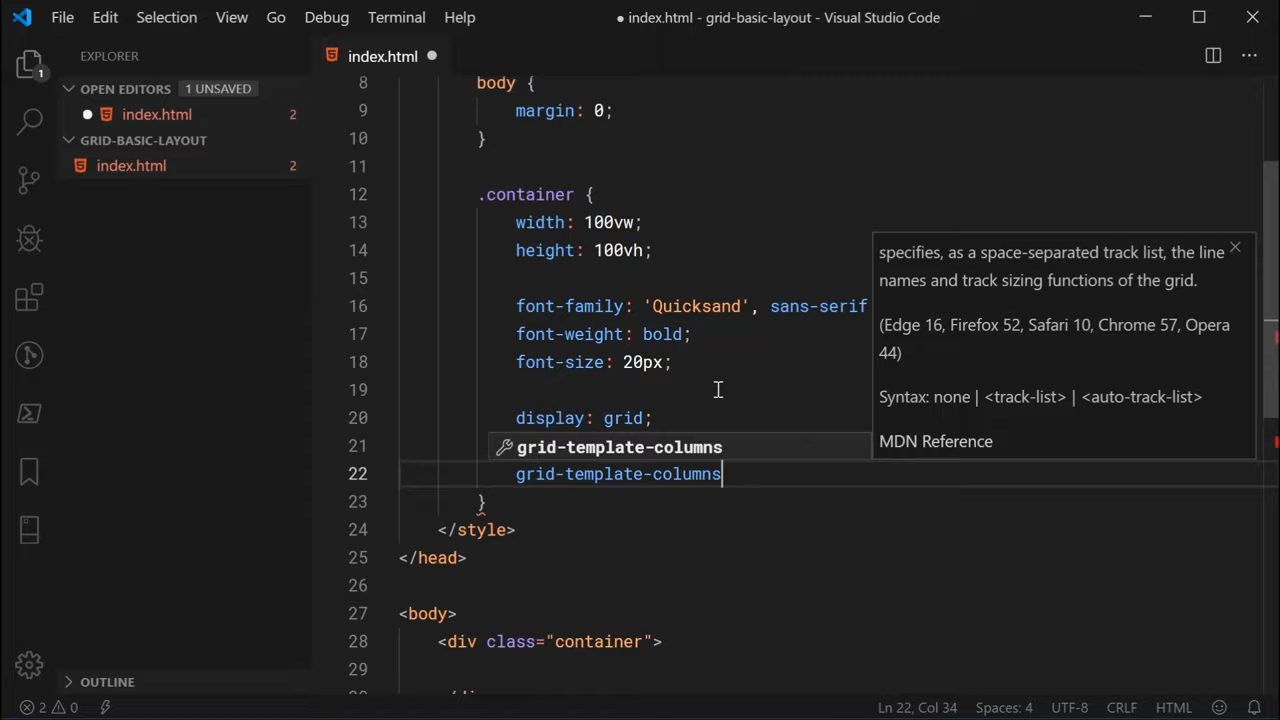 File Edit Selection View Go Debug Terminal Help
● index.html - grid-basic-layout - Visual Studio Code
EXPLORER
OPEN EDITORS 1 UNSAVED
index.html 2
GRID-BASIC-LAYOUT
index.html 2
OUTLINE
1
index.html
8 body {
9 margin: 0;
10 }
11
12 .container {
13 width: 100vw;
14 height: 100vh;
15
16 font-family: 'Quicksand', sans-serif
17 font-weight: bold;
18 font-size: 20px;
19
20 display: grid;
21 grid-template-columns
22 grid-template-columns
23 }
24 </style>
25 </head>
26
27 <body>
28 <div class="container">
29
specifies, as a space-separated track list, the line
names and track sizing functions of the grid.
(Edge 16, Firefox 52, Safari 10, Chrome 57, Opera
44)
Syntax: none | <track-list> | <auto-track-list>
MDN Reference
2 0
Ln 22, Col 34 Spaces: 4 UTF-8 CRLF HTML